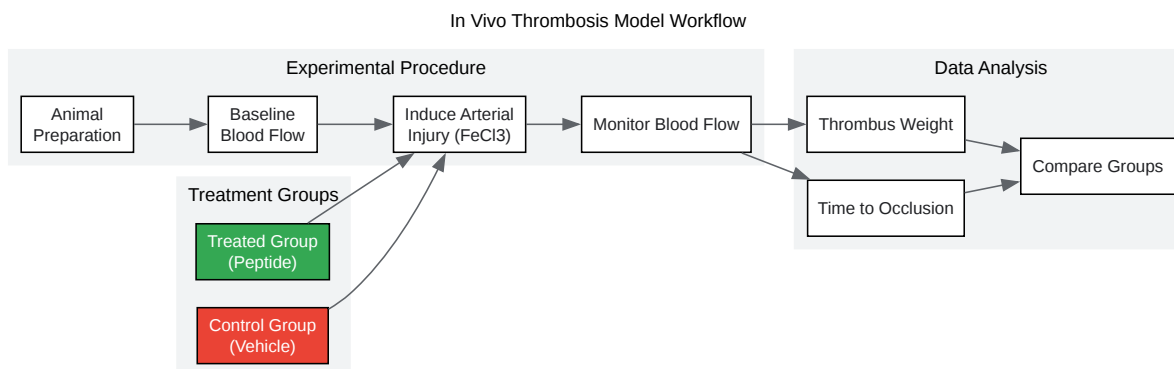 In Vivo Thrombosis Model Workflow
Experimental Procedure
Animal
Preparation
Baseline
Blood Flow
Induce Arterial
Injury (FeCl3)
Monitor Blood Flow
Treatment Groups
Treated Group
(Peptide)
Control Group
(Vehicle)
Data Analysis
Thrombus Weight
Time to Occlusion
Compare Groups